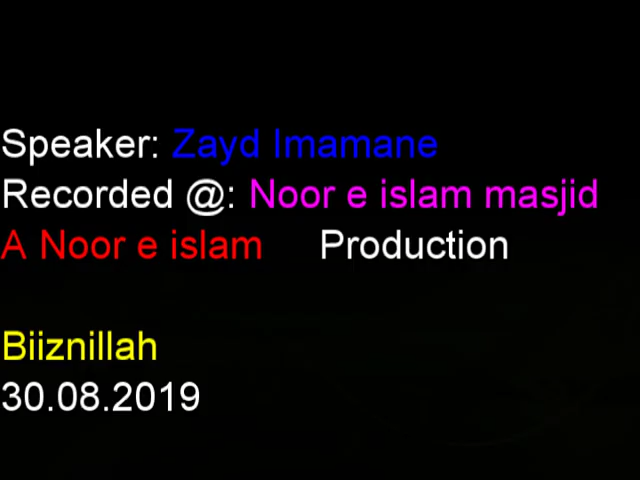 Speaker: Zayd Imamane
Recorded @: Noor e islam masjid
A Noor e islam Production
Biiznillah
30.08.2019